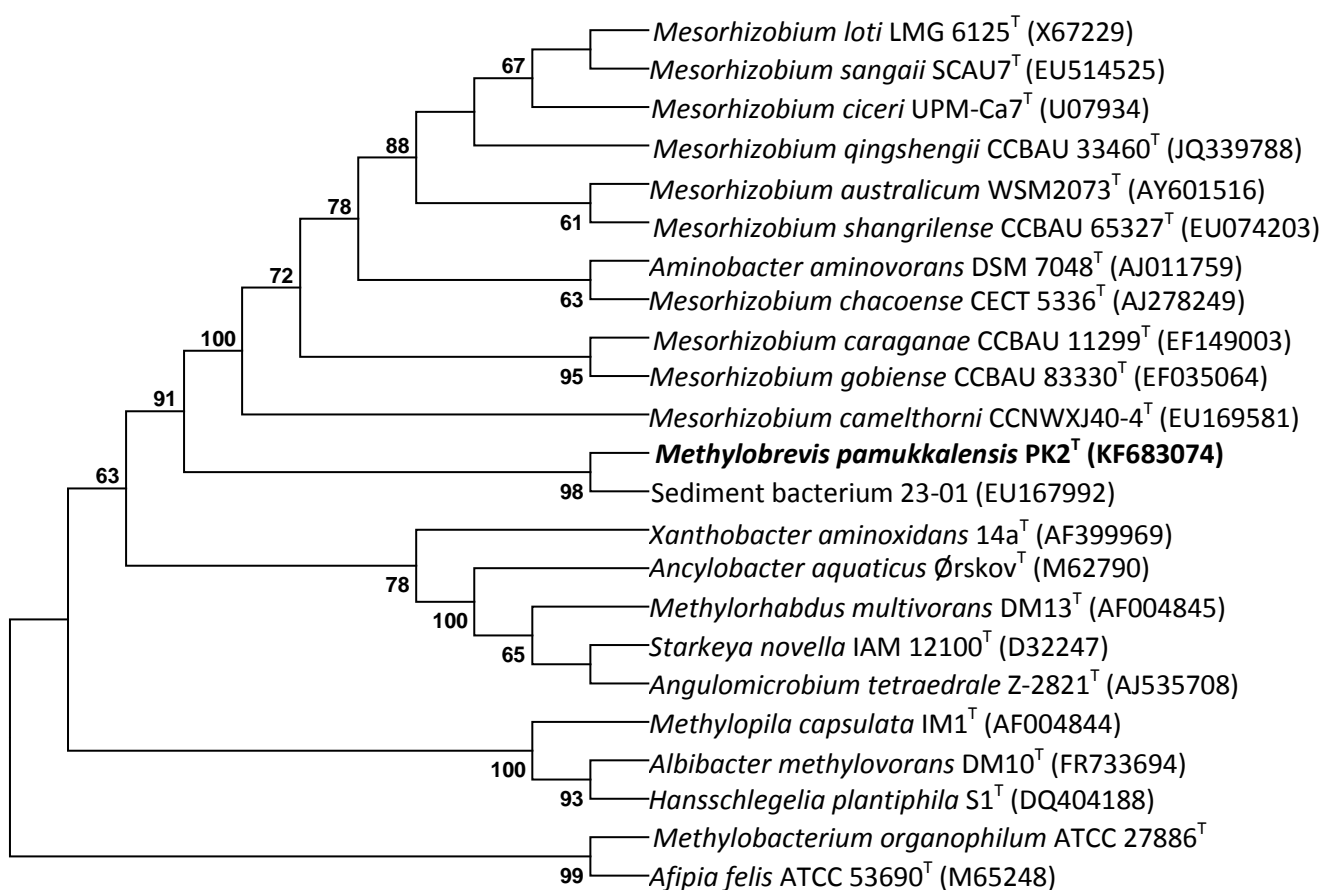 Mesorhizobium loti LMG 6125T (X67229)
67
Mesorhizobium sangaii SCAU7T (EU514525)
Mesorhizobium ciceri UPM-Ca7T (U07934)
88
Mesorhizobium qingshengii CCBAU 33460T (JQ339788)
Mesorhizobium australicum WSM2073T (AY601516)
78
61
Mesorhizobium shangrilense CCBAU 65327T (EU074203)
Aminobacter aminovorans DSM 7048T (AJ011759)
72
63
Mesorhizobium chacoense CECT 5336T (AJ278249)
100
Mesorhizobium caraganae CCBAU 11299T (EF149003)
95
Mesorhizobium gobiense CCBAU 83330T (EF035064)
91
Mesorhizobium camelthorni CCNWXJ40-4T (EU169581)
Methylobrevis pamukkalensis PK2T (KF683074)
63
98
Sediment bacterium 23-01 (EU167992)
Xanthobacter aminoxidans 14aT (AF399969)
78
Ancylobacter aquaticus ØrskovT (M62790)
100
Methylorhabdus multivorans DM13T (AF004845)
65
Starkeya novella IAM 12100T (D32247)
Angulomicrobium tetraedrale Z-2821T (AJ535708)
Methylopila capsulata IM1T (AF004844)
100
Albibacter methylovorans DM10T (FR733694)
93
Hansschlegelia plantiphila S1T (DQ404188)
Methylobacterium organophilum ATCC 27886T
99
Afipia felis ATCC 53690T (M65248)